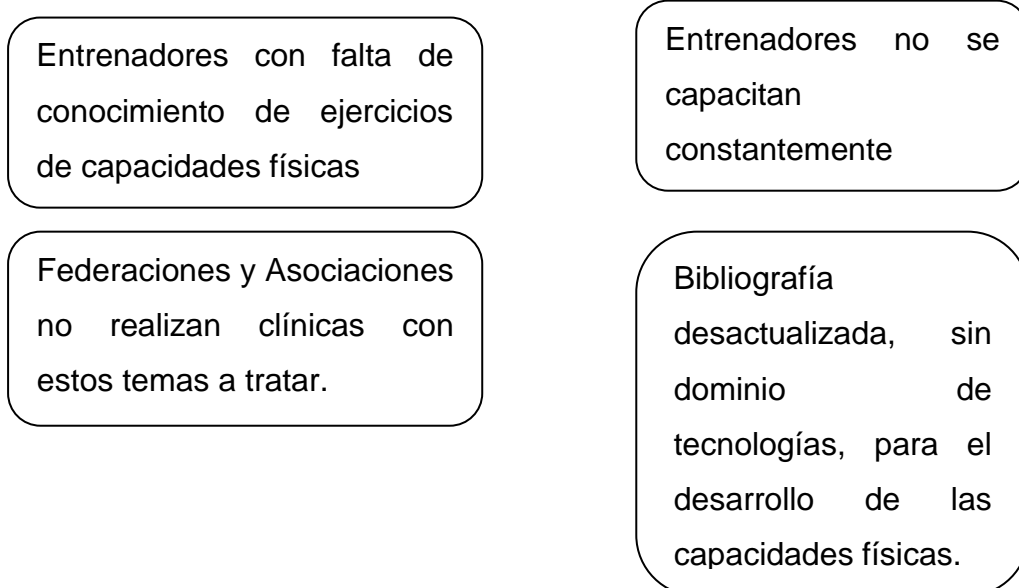 Entrenadores con falta de
conocimiento de ejercicios
de capacidades físicas
Entrenadores no se
capacitan
constantemente
Federaciones y Asociaciones
no realizan clínicas con
estos temas a tratar.
Bibliografía
desactualizada, sin
dominio de
tecnologías, para el
desarrollo de las
capacidades físicas.